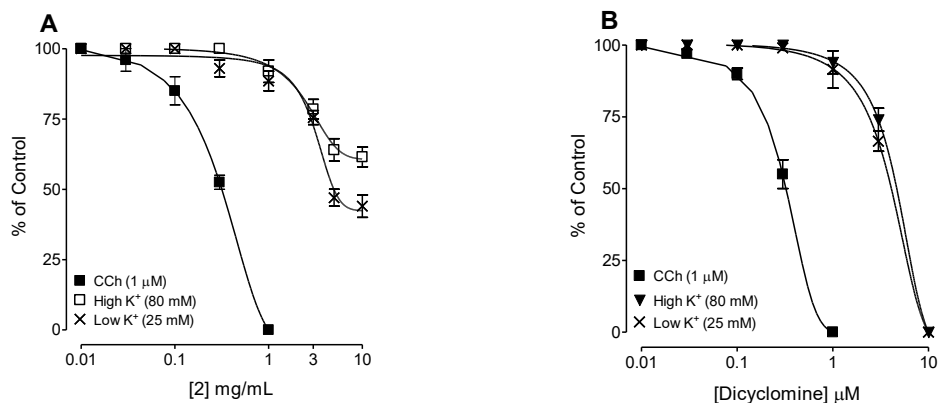 A
100
75
50
25
0
% of Control
CCh (1 μM)
High K⁺ (80 mM)
Low K⁺ (25 mM)
0.01 0.1 1 3 10
[2] mg/mL
B
100
75
50
25
0
% of Control
CCh (1 μM)
High K⁺ (80 mM)
Low K⁺ (25 mM)
0.01 0.1 1 10
[Dicyclomine] μM